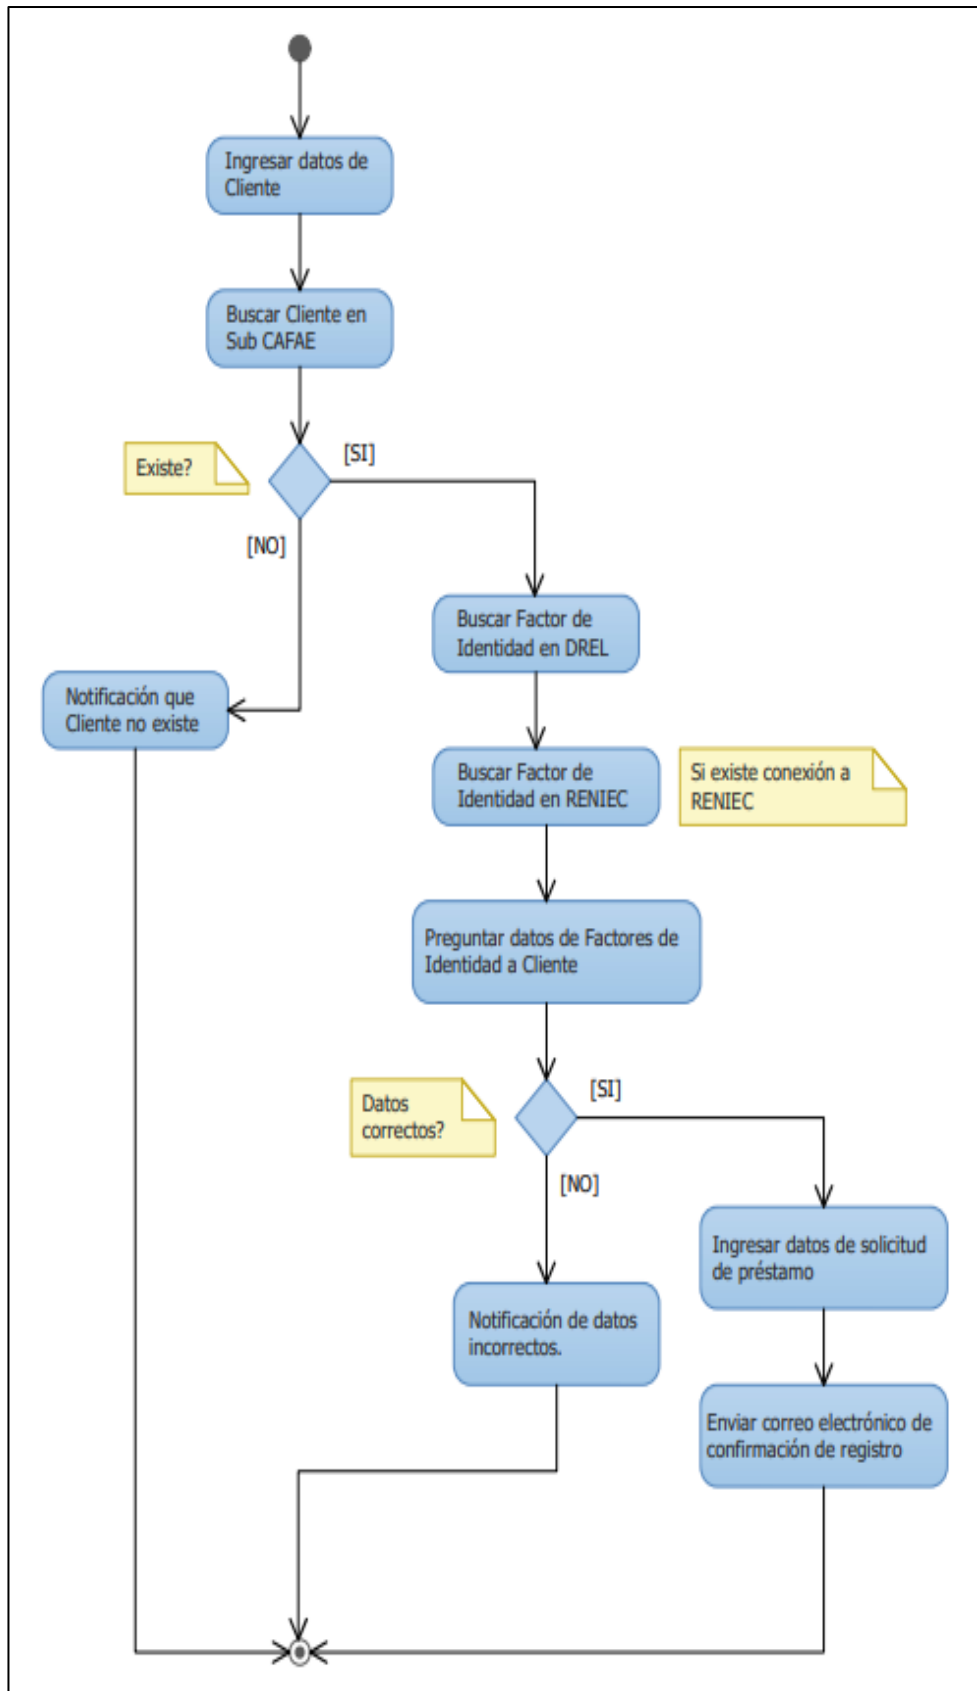 Ingresar datos de
Cliente
Buscar Cliente en
Sub CAFAE
Existe?
[SI]
[NO]
Buscar Factor de
Identidad en DREL
Notificación que
Cliente no existe
Buscar Factor de
Identidad en RENIEC
Si existe conexión a
RENIEC
Preguntar datos de Factores de
Identidad a Cliente
Datos
correctos?
[SI]
[NO]
Ingresar datos de solicitud
de préstamo
Notificación de datos
incorrectos.
Enviar correo electrónico de
confirmación de registro